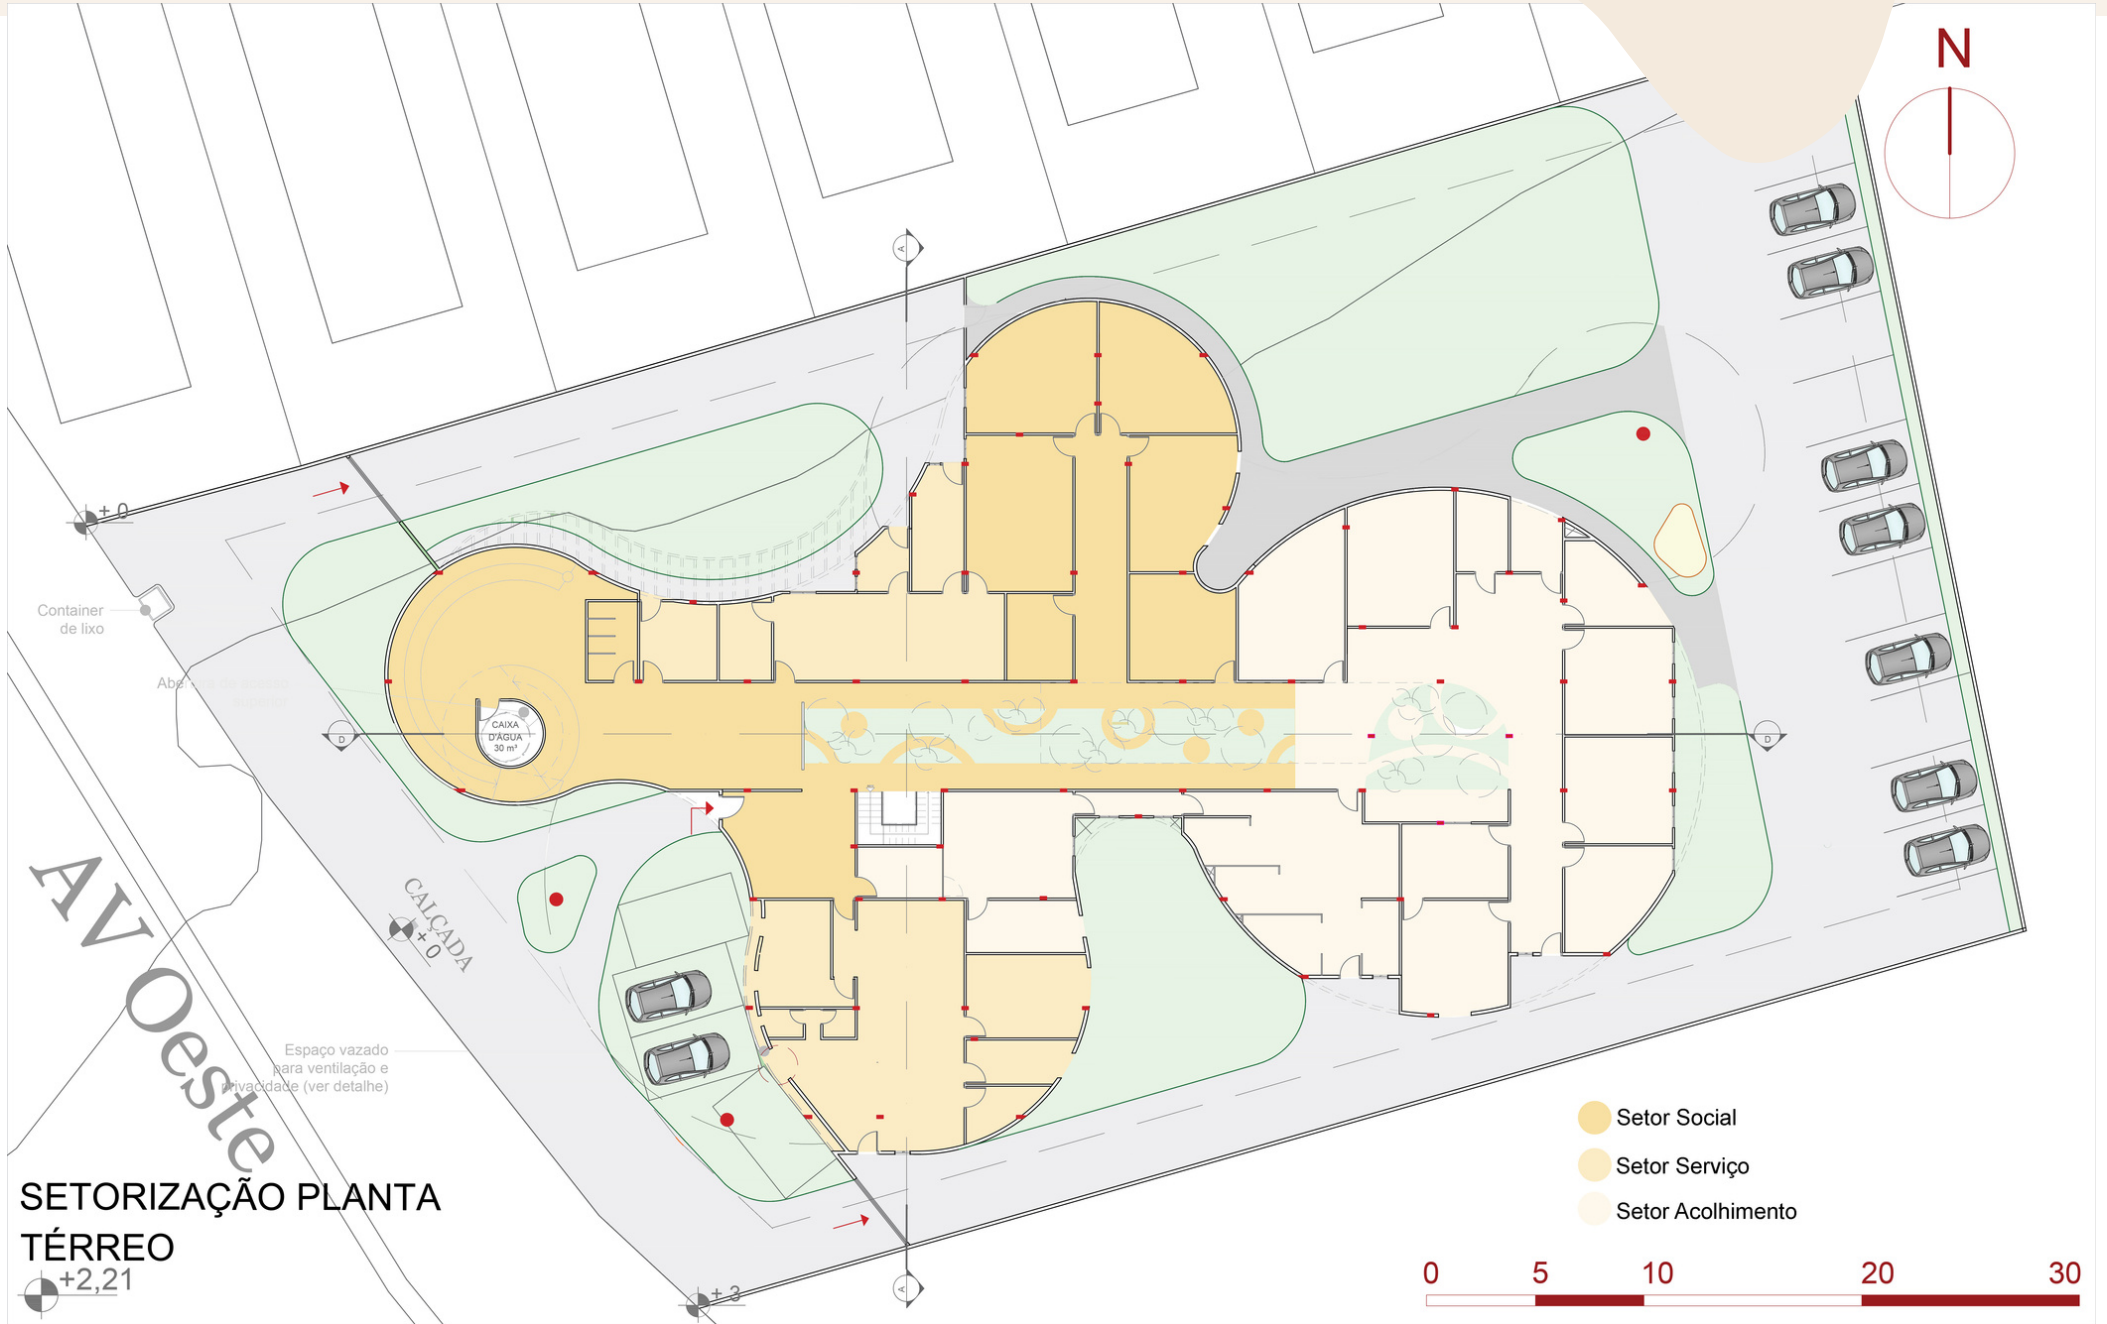 N
A
+ 0
Container
de lixo
CAIXA
D'ÁGUA
30 m³
D
D
AV Oeste
CALÇADA
+ 0
Espaço vazado
para ventilação e
privacidade (ver detalhe)
Setor Social
Setor Serviço
Setor Acolhimento
SETORIZAÇÃO PLANTA
TÉRREO
+2,21
+ 3
A
0 5 10 20 30